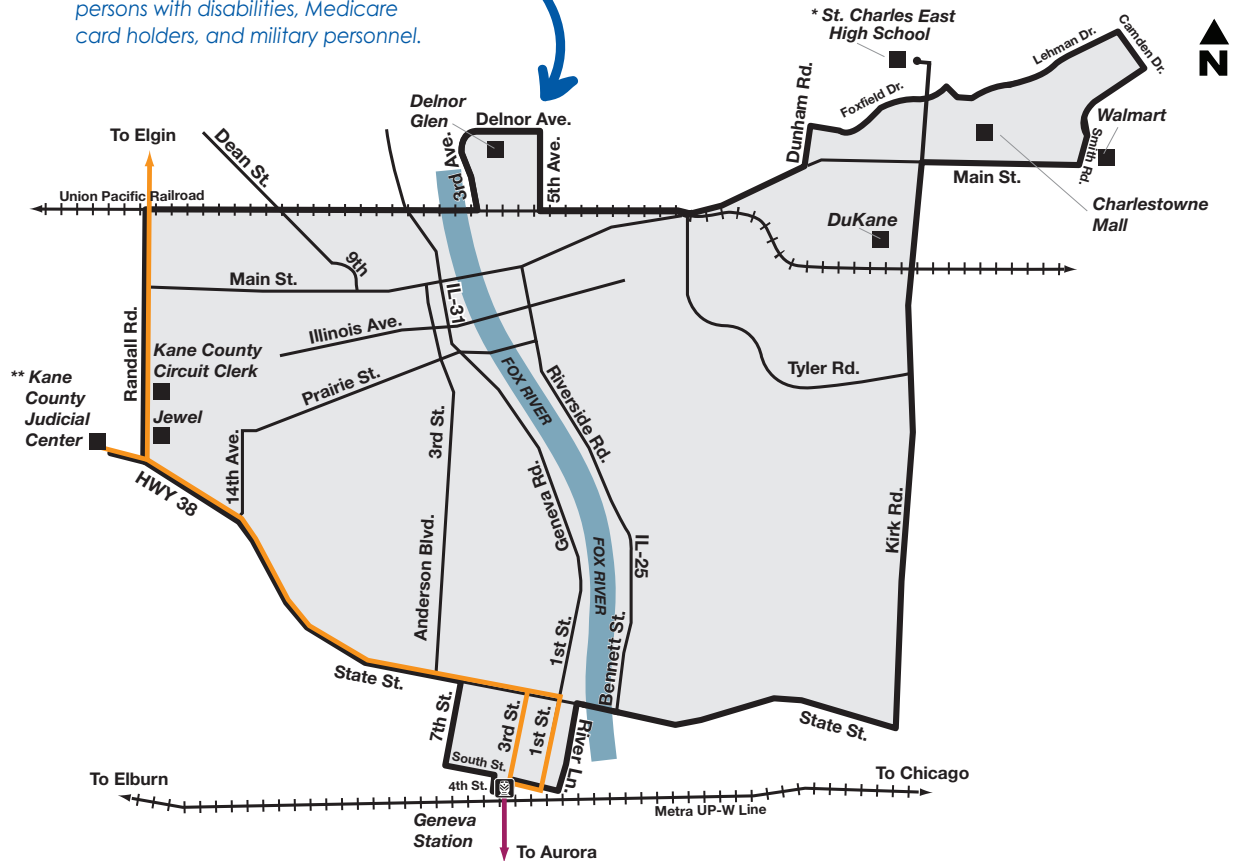 persons with disabilities, Medicare
card holders, and military personnel.
* St. Charles East
High School
N
Lehman Dr.
Camden Dr.
Foxfield Dr.
Dunham Rd.
Walmart
Smith Rd.
Main St.
Charlestowne
Mall
DuKane
Delnor
Glen
Delnor Ave.
3rd Ave.
5th Ave.
To Elgin
Dean St.
Union Pacific Railroad
9th
Main St.
IL-31
Illinois Ave.
Randall Rd.
Kane County
Circuit Clerk
Prairie St.
FOX RIVER
Riverside Rd.
Tyler Rd.
** Kane
County
Judicial
Center
Jewel
14th Ave.
3rd St.
Geneva Rd.
HWY 38
Anderson Blvd.
FOX RIVER
IL-25
Kirk Rd.
1st St.
Bennett St.
State St.
7th St.
3rd St.
1st St.
River Ln.
State St.
South St.
4th St.
To Elburn
To Chicago
Metra UP-W Line
Geneva
Station
To Aurora